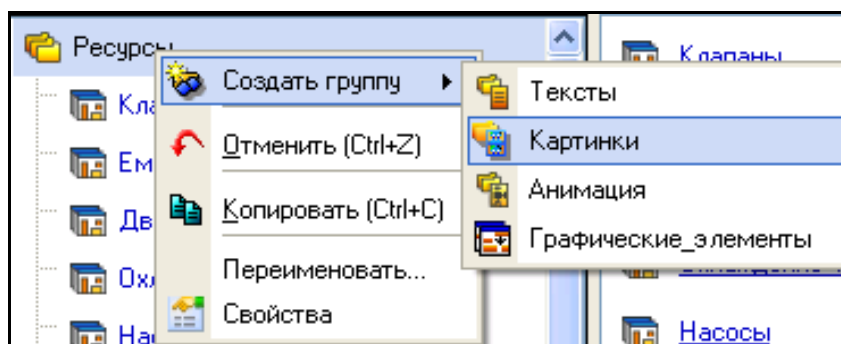 Ресурсы
Клапаны
Создать группу
Тексты
Картинки
Отменить (Ctrl+Z)
Анимация
Копировать (Ctrl+C)
Графические_элементы
Переименовать...
Свойства
Насосы